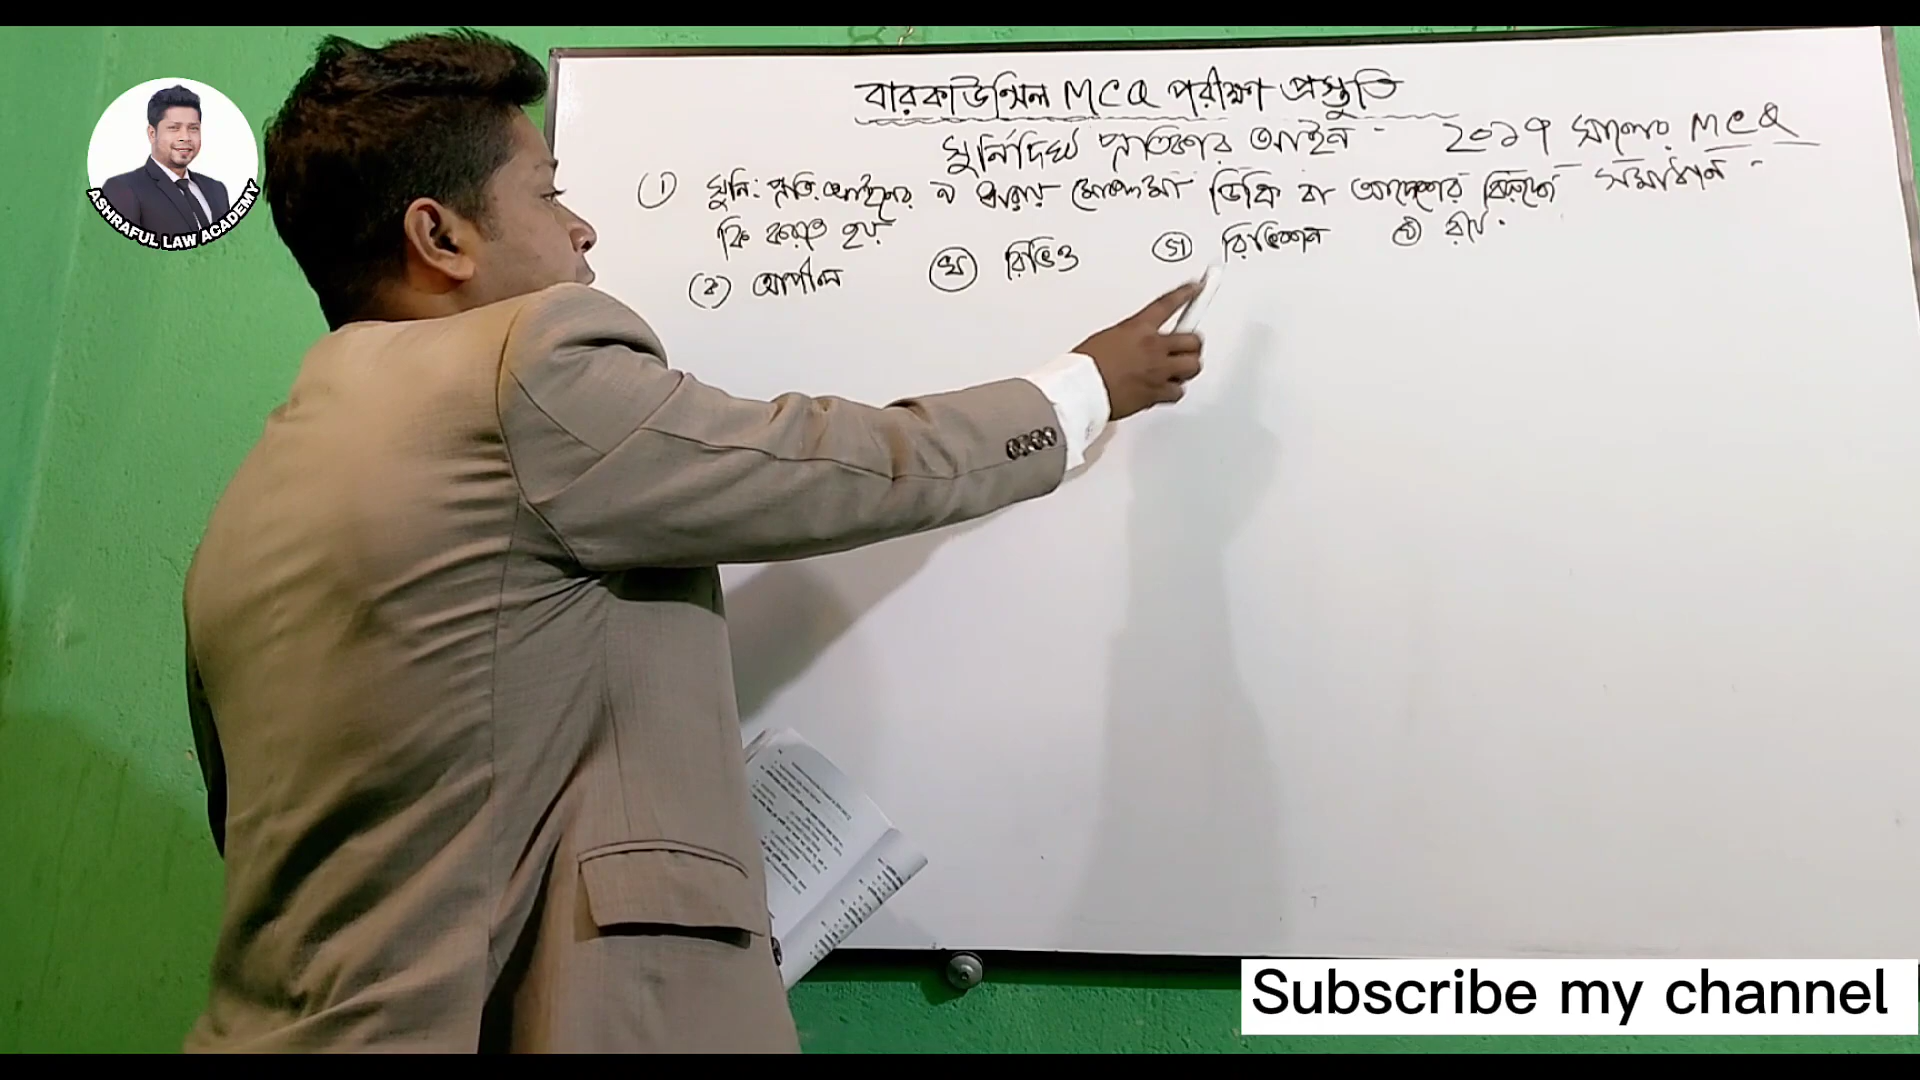 ASHRAFUL LAW ACADEMY
বারকাউন্সিল MCQ পরীক্ষা প্রস্তুতি
সুনির্দিষ্ট প্রতিকার আইন - ২০১৭ সালের MCQ
সমাধান -
১) সুনি: প্রতি. আইনের ৯ ধারায় মোকদ্দমা ডিক্রি বা আদেশের বিরুদ্ধে
কি করতে হয়
(ক) আপীল (খ) রিভিও (গ) রিভিশন (ঘ) রীট.
Subscribe my channel